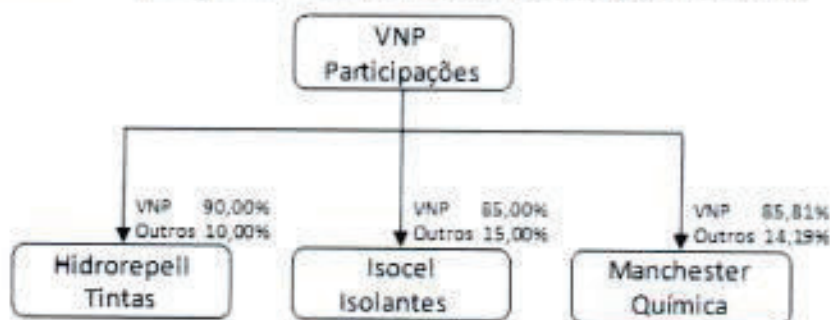 VNP
Participações
VNP 90,00%
Outros 10,00%
VNP 85,00%
Outros 15,00%
VNP 85,81%
Outros 14,19%
Hidrorepell
Tintas
Isocel
Isolantes
Manchester
Química